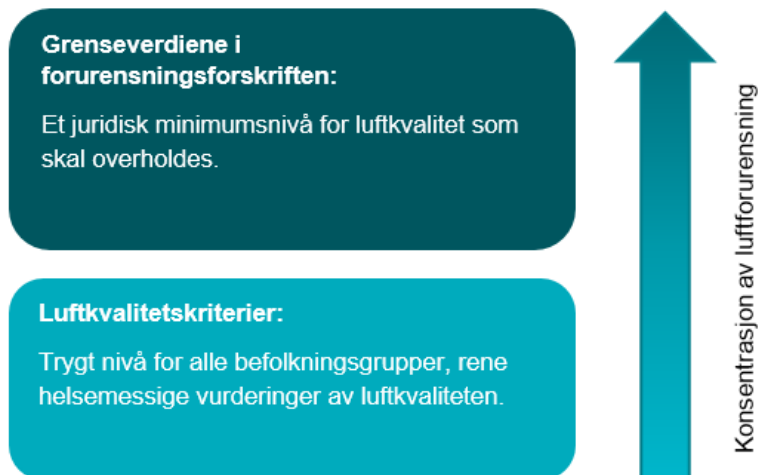 Grenseverdiene i
forurensningsforskriften:
Et juridisk minimumsnivå for luftkvalitet som
skal overholdes.
Luftkvalitetskriterier:
Trygt nivå for alle befolkningsgrupper, rene
helsemessige vurderinger av luftkvaliteten.
Konsentrasjon av luftforurensning